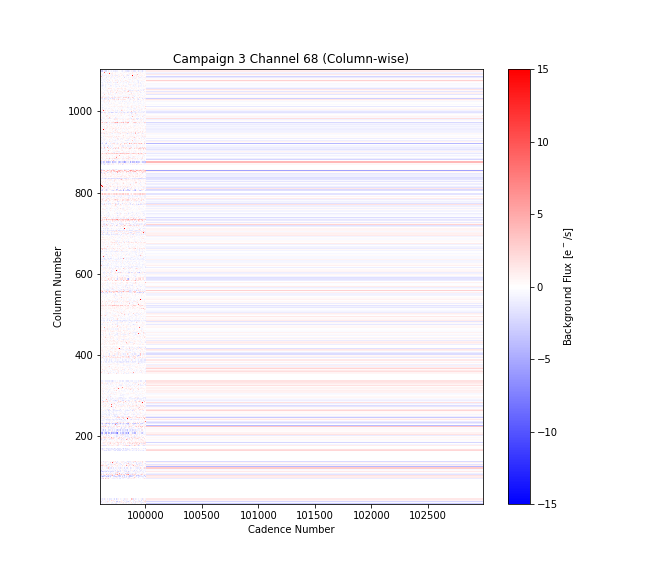 Campaign 3 Channel 68 (Column-wise)
1000
800
600
400
200
Column Number
100000 100500 101000 101500 102000 102500
Cadence Number
15
10
5
0
−5
−10
−15
Background Flux [e⁻/s]